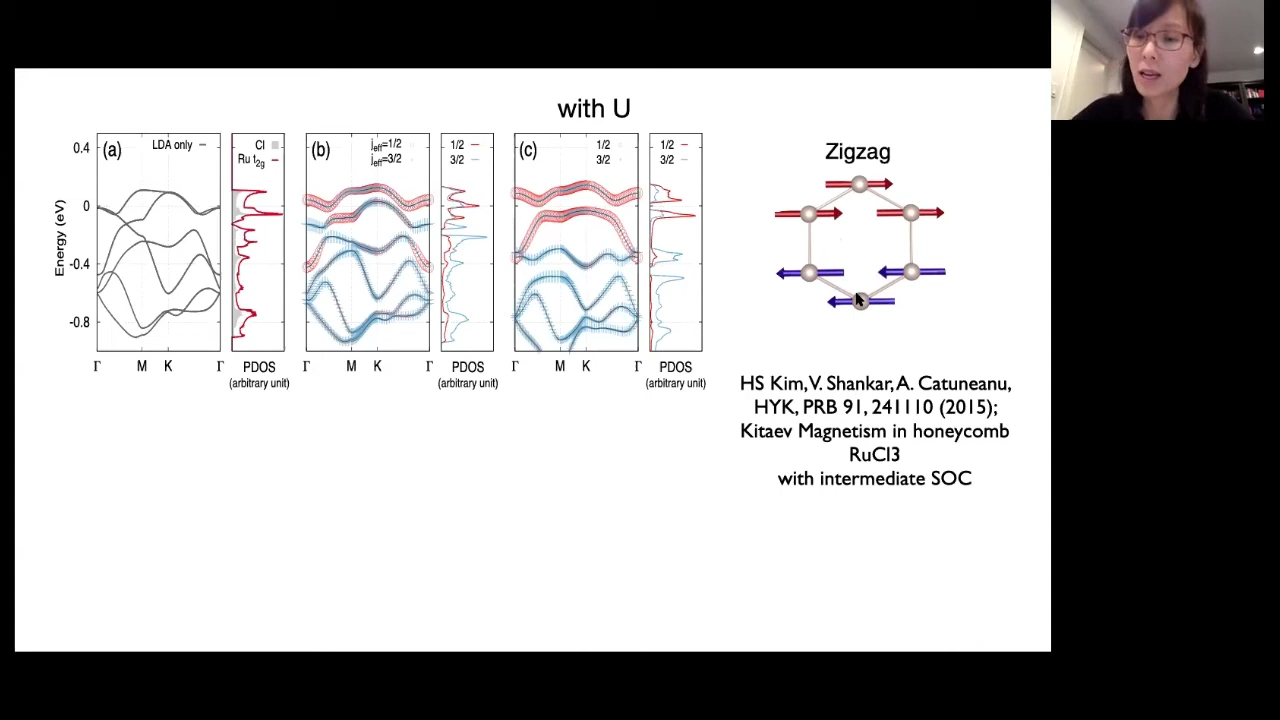 with U
(a)
LDA only
Cl
Ru t2g
(b)
jeff=1/2
jeff=3/2
1/2
3/2
(c)
1/2
3/2
1/2
3/2
Energy (eV)
0.4
0
-0.4
-0.8
Γ M K Γ
PDOS
(arbitrary unit)
Γ M K Γ
PDOS
(arbitrary unit)
Γ M K Γ
PDOS
(arbitrary unit)
Zigzag
HS Kim, V. Shankar, A. Catuneanu,
HYK, PRB 91, 241110 (2015);
Kitaev Magnetism in honeycomb
RuCl3
with intermediate SOC